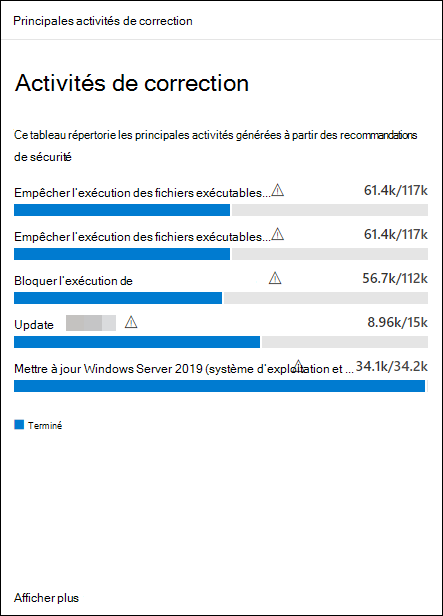 Principales activités de correction
Activités de correction
Ce tableau répertorie les principales activités générées à partir des recommandations
de sécurité
Empêcher l'exécution des fichiers exécutables... 61.4k/117k
Empêcher l'exécution des fichiers exécutables... 61.4k/117k
Bloquer l'exécution de 56.7k/112k
Update 8.96k/15k
Mettre à jour Windows Server 2019 (système d'exploitation et ... 34.1k/34.2k
Terminé
Afficher plus